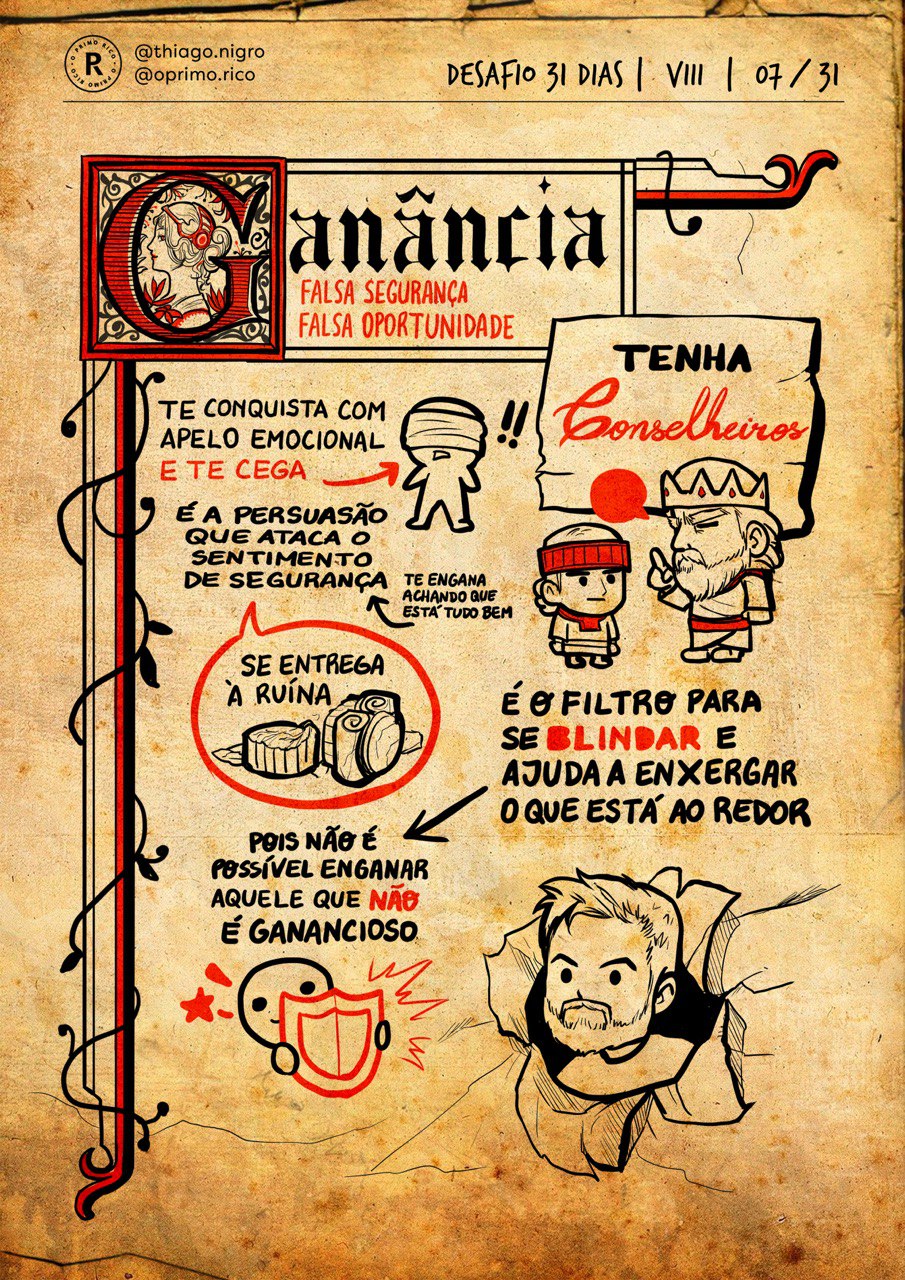 O PRIMO RICO • O PRIMO RICO •
R
@thiago.nigro
@oprimo.rico
DESAFIO 31 DIAS | VIII | 07 / 31
Ganância
FALSA SEGURANÇA
FALSA OPORTUNIDADE
TE CONQUISTA COM
APELO EMOCIONAL
E TE CEGA
!!
É A PERSUASÃO
QUE ATACA O
SENTIMENTO
DE SEGURANÇA
TE ENGANA
ACHANDO QUE
ESTÁ TUDO BEM
SE ENTREGA
À RUÍNA
POIS NÃO É
POSSÍVEL ENGANAR
AQUELE QUE NÃO
É GANANCIOSO
TENHA
Conselheiros
É O FILTRO PARA
SE BLINDAR E
AJUDA A ENXERGAR
O QUE ESTÁ AO REDOR